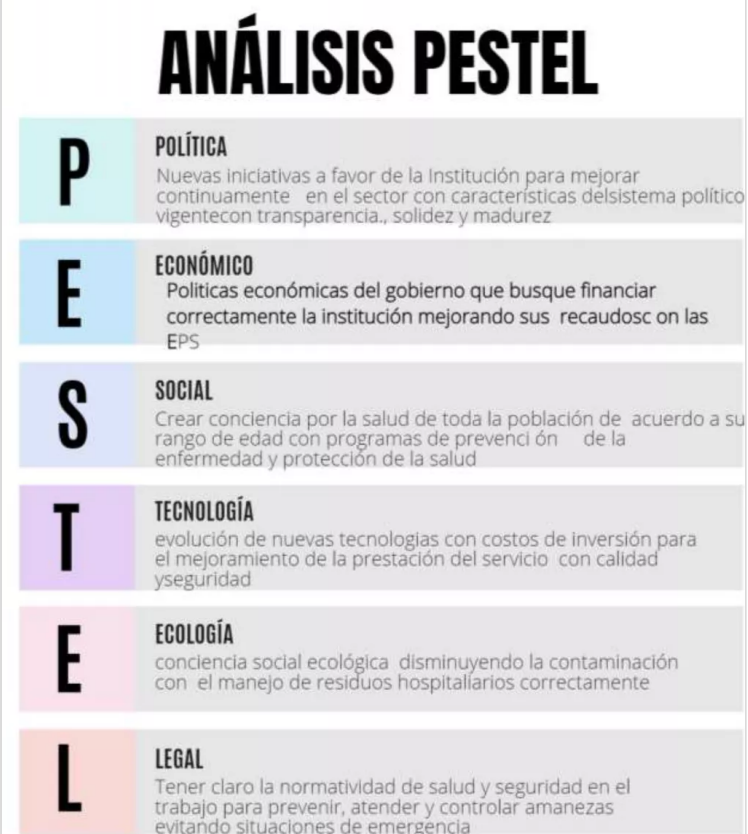 ANÁLISIS PESTEL
P
POLÍTICA
Nuevas iniciativas a favor de la Institución para mejorar
continuamente en el sector con características delsistema político
vigentecon transparencia., solidez y madurez
E
ECONÓMICO
Politicas económicas del gobierno que busque financiar
correctamente la institución mejorando sus recaudosc on las
EPS
S
SOCIAL
Crear conciencia por la salud de toda la población de acuerdo a su
rango de edad con programas de prevenci ón de la
enfermedad y protección de la salud
T
TECNOLOGÍA
evolución de nuevas tecnologias con costos de inversión para
el mejoramiento de la prestación del servicio con calidad
yseguridad
E
ECOLOGÍA
conciencia social ecológica disminuyendo la contaminación
con el manejo de residuos hospitaliarios correctamente
L
LEGAL
Tener claro la normatividad de salud y seguridad en el
trabajo para prevenir, atender y controlar amanezas
evitando situaciones de emergencia